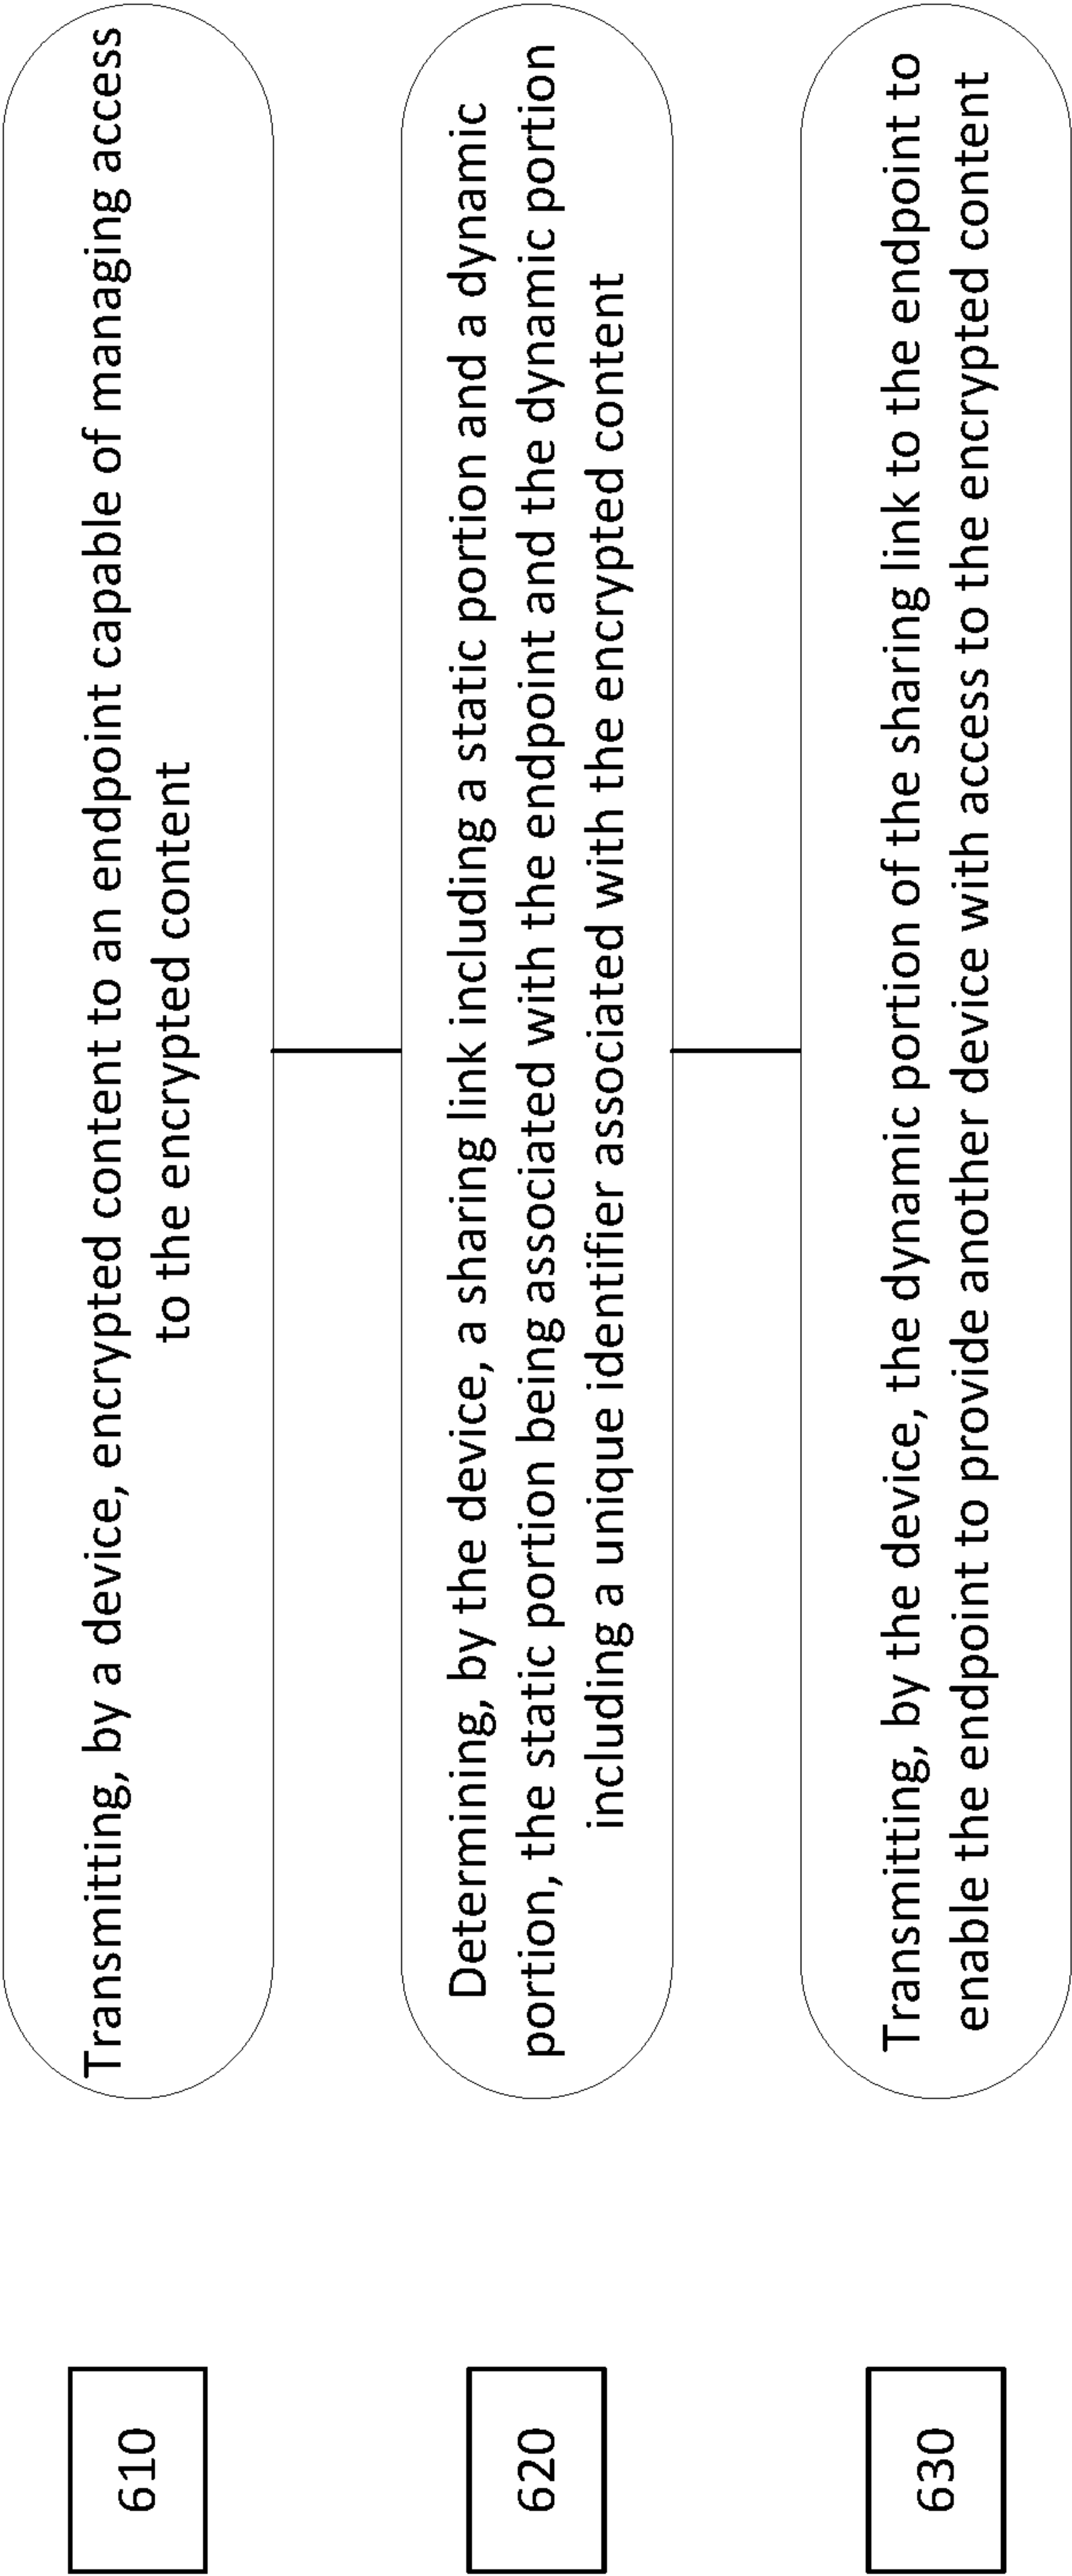 610
Transmitting, by a device, encrypted content to an endpoint capable of managing access
to the encrypted content
620
Determining, by the device, a sharing link including a static portion and a dynamic
portion, the static portion being associated with the endpoint and the dynamic portion
including a unique identifier associated with the encrypted content
630
Transmitting, by the device, the dynamic portion of the sharing link to the endpoint to
enable the endpoint to provide another device with access to the encrypted content